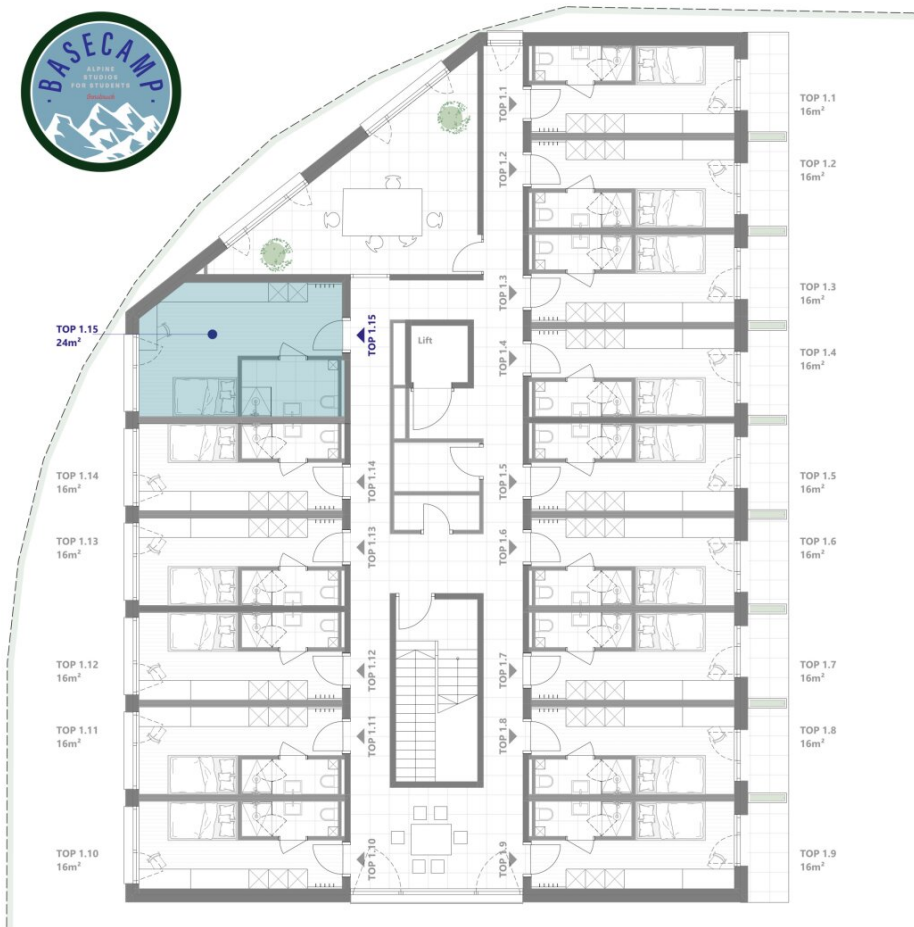 BASECAMP
ALPINE
STUDIOS
FOR STUDENTS
Innsbruck
TOP 1.1
TOP 1.1
16m²
TOP 1.2
TOP 1.2
16m²
TOP 1.3
TOP 1.3
16m²
TOP 1.15
24m²
TOP 1.15
Lift
TOP 1.4
TOP 1.4
16m²
TOP 1.14
16m²
TOP 1.14
TOP 1.5
TOP 1.5
16m²
TOP 1.13
16m²
TOP 1.13
TOP 1.6
TOP 1.6
16m²
TOP 1.12
16m²
TOP 1.12
TOP 1.7
TOP 1.7
16m²
TOP 1.11
16m²
TOP 1.11
TOP 1.8
TOP 1.8
16m²
TOP 1.10
16m²
TOP 1.10
TOP 1.9
TOP 1.9
16m²